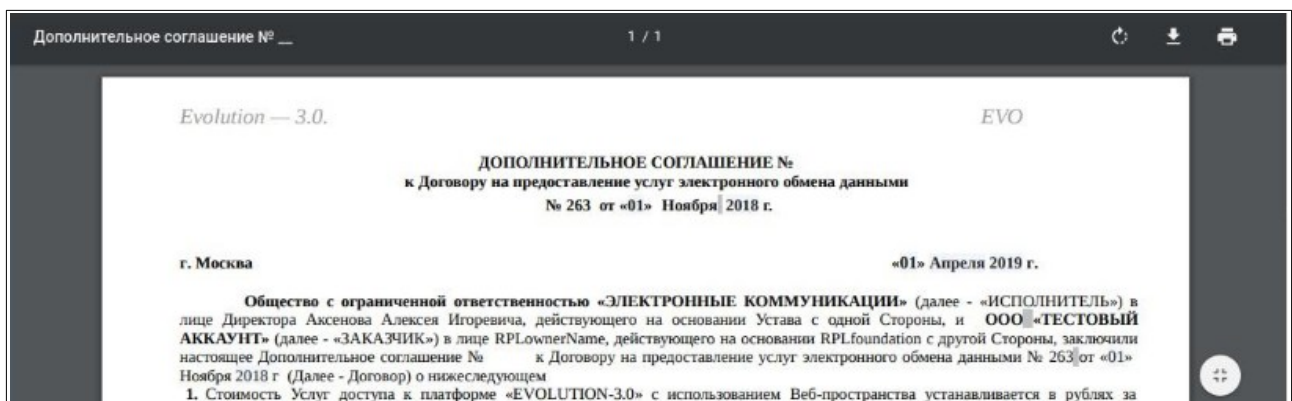 Дополнительное соглашение № __ 1 / 1
Evolution — 3.0. EVO
ДОПОЛНИТЕЛЬНОЕ СОГЛАШЕНИЕ №
к Договору на предоставление услуг электронного обмена данными
№ 263 от «01» Ноября 2018 г.
г. Москва «01» Апреля 2019 г.
Общество с ограниченной ответственностью «ЭЛЕКТРОННЫЕ КОММУНИКАЦИИ» (далее - «ИСПОЛНИТЕЛЬ») в
лице Директора Аксенова Алексея Игоревича, действующего на основании Устава с одной Стороны, и ООО «ТЕСТОВЫЙ
АККАУНТ» (далее - «ЗАКАЗЧИК») в лице RPLownerName, действующего на основании RPLfoundation с другой Стороны, заключили
настоящее Дополнительное соглашение № к Договору на предоставление услуг электронного обмена данными № 263 от «01»
Ноября 2018 г (Далее - Договор) о нижеследующем
1. Стоимость Услуг доступа к платформе «EVOLUTION-3.0» с использованием Веб-пространства устанавливается в рублях за